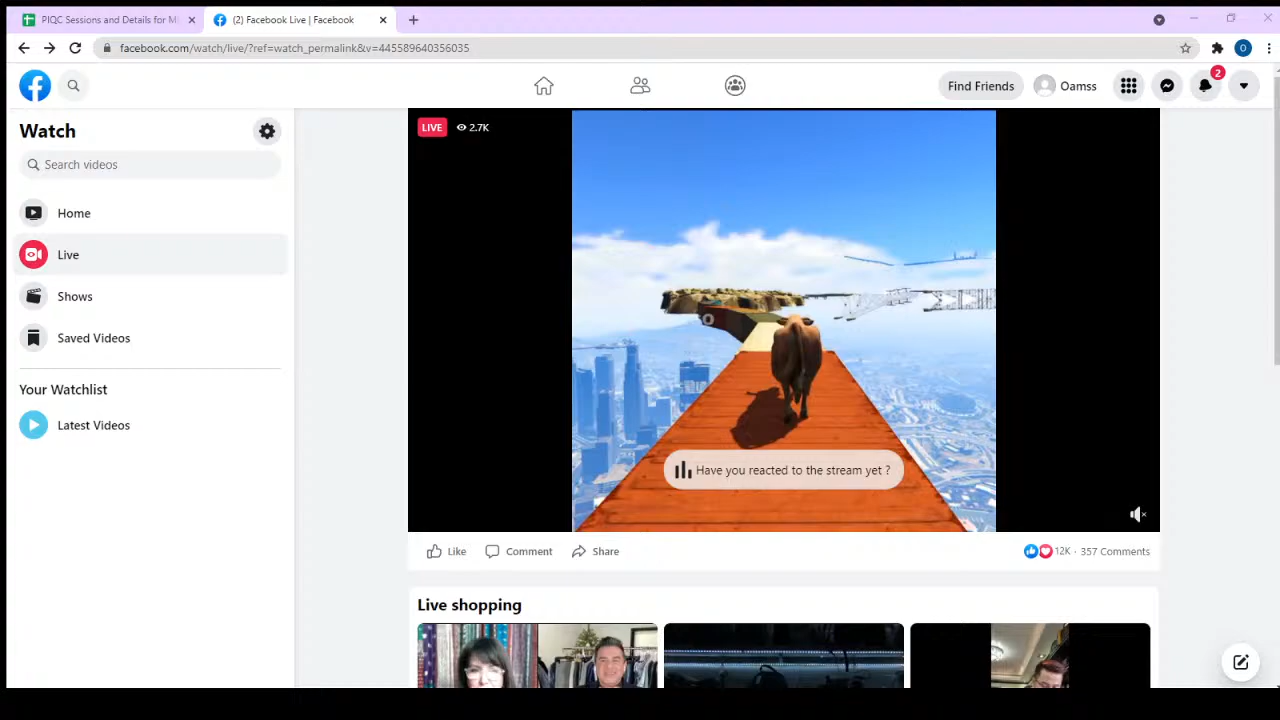 PIQC Sessions and Details for M
(2) Facebook Live | Facebook
facebook.com/watch/live/?ref=watch_permalink&v=445589640356035
O
Find Friends
Oamss
2
Watch
Search videos
Home
Live
Shows
Saved Videos
Your Watchlist
Latest Videos
LIVE
2.7K
Have you reacted to the stream yet ?
Like
Comment
Share
12K · 357 Comments
Live shopping